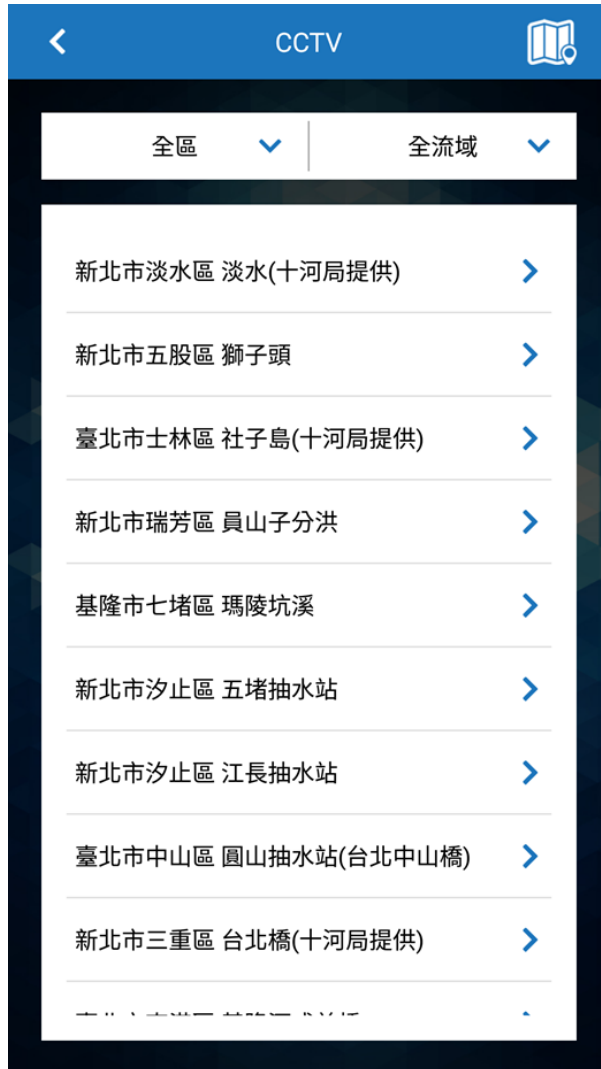 CCTV
全區 全流域
新北市淡水區 淡水(十河局提供)
新北市五股區 獅子頭
臺北市士林區 社子島(十河局提供)
新北市瑞芳區 員山子分洪
基隆市七堵區 瑪陵坑溪
新北市汐止區 五堵抽水站
新北市汐止區 江長抽水站
臺北市中山區 圓山抽水站(台北中山橋)
新北市三重區 台北橋(十河局提供)